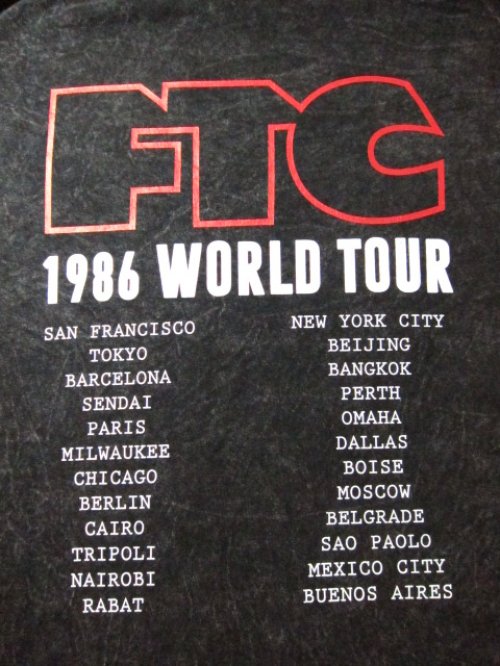 FTC
1986 WORLD TOUR
SAN FRANCISCO
TOKYO
BARCELONA
SENDAI
PARIS
MILWAUKEE
CHICAGO
BERLIN
CAIRO
TRIPOLI
NAIROBI
RABAT
NEW YORK CITY
BEIJING
BANGKOK
PERTH
OMAHA
DALLAS
BOISE
MOSCOW
BELGRADE
SAO PAOLO
MEXICO CITY
BUENOS AIRES